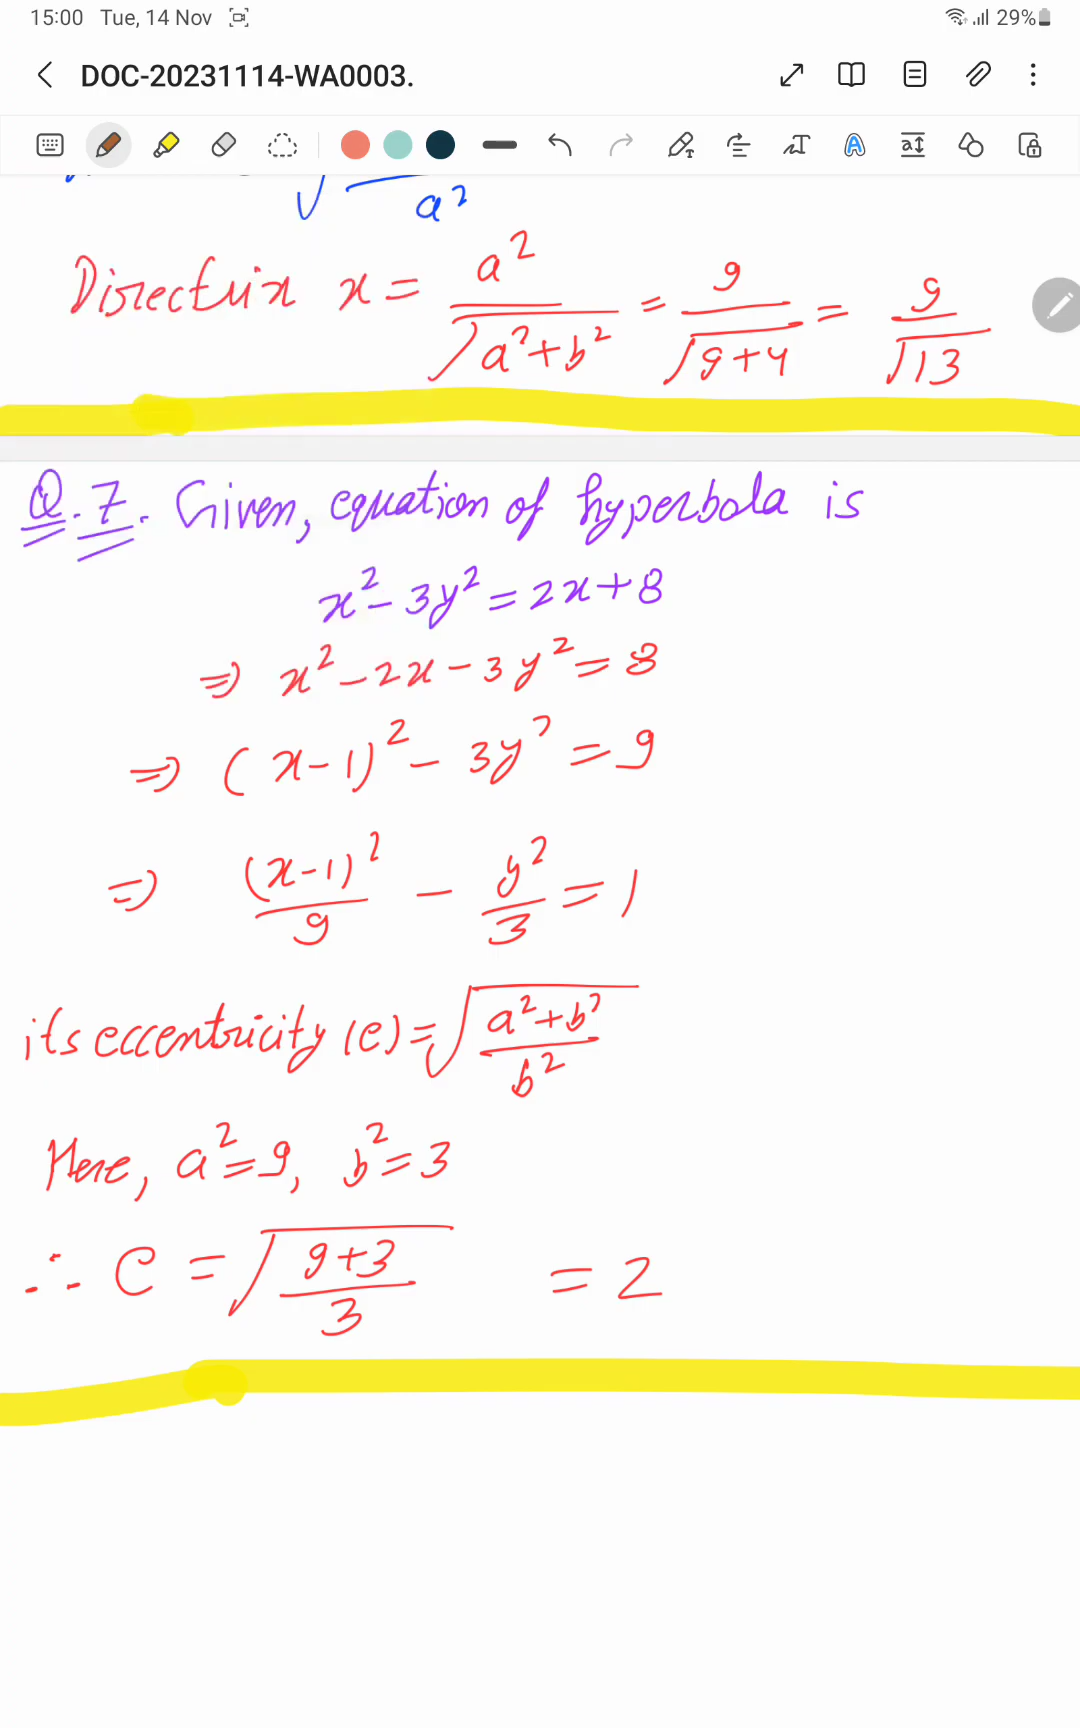 15:00 Tue, 14 Nov 29%
DOC-20231114-WA0003.
a²
Directrix x = a²/√(a²+b²) = 9/√(9+4) = 9/√13
Q.7. Given, equation of hyperbola is
x² - 3y² = 2x+8
⇒ x² - 2x - 3y² = 8
⇒ (x-1)² - 3y² = 9
⇒ (x-1)²/9 - y²/3 = 1
its eccentricity (e) = √((a²+b²)/b²)
Here, a²=9, b²=3
∴ e = √((9+3)/3) = 2